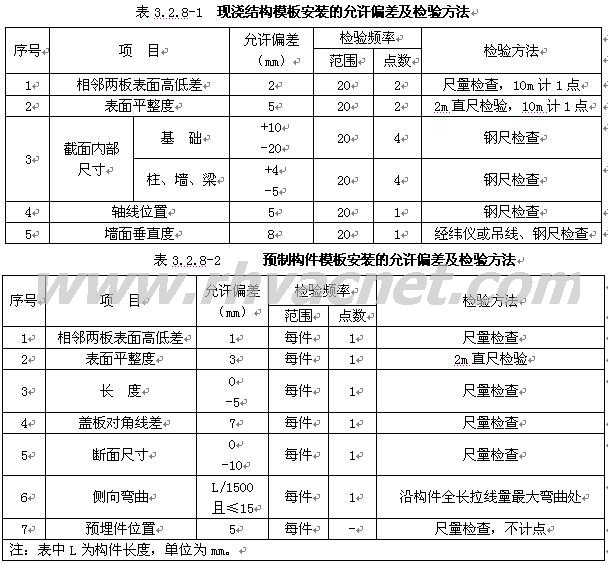 表 3.2.8-1 现浇结构模板安装的允许偏差及检验方法
序号 项 目 允许偏差（mm） 检验频率 检验方法
范围 点数
1 相邻两板表面高低差 2 20 2 尺量检查，10m 计 1 点
2 表面平整度 5 20 2 2m 直尺检验，10m 计 1 点
3 截面内部尺寸 基 础 +10 -20 20 4 钢尺检查
柱、墙、梁 +4 -5 20 4 钢尺检查
4 轴线位置 5 20 1 钢尺检查
5 墙面垂直度 8 20 1 经纬仪或吊线、钢尺检查
表 3.2.8-2 预制构件模板安装的允许偏差及检验方法
www.rhvacnet.com
序号 项 目 允许偏差（mm） 检验频率 检验方法
范围 点数
1 相邻两板表面高低差 1 每件 1 尺量检查
2 表面平整度 3 每件 1 2m 直尺检验
3 长 度 0 -5 每件 1 尺量检查
4 盖板对角线差 7 每件 1 尺量检查
5 断面尺寸 0 -10 每件 1 尺量检查
6 侧向弯曲 L/1500 且≤15 每件 1 沿构件全长拉线量最大弯曲处
7 预埋件位置 5 每件 - 尺量检查，不计点
注：表中 L 为构件长度，单位为 mm。